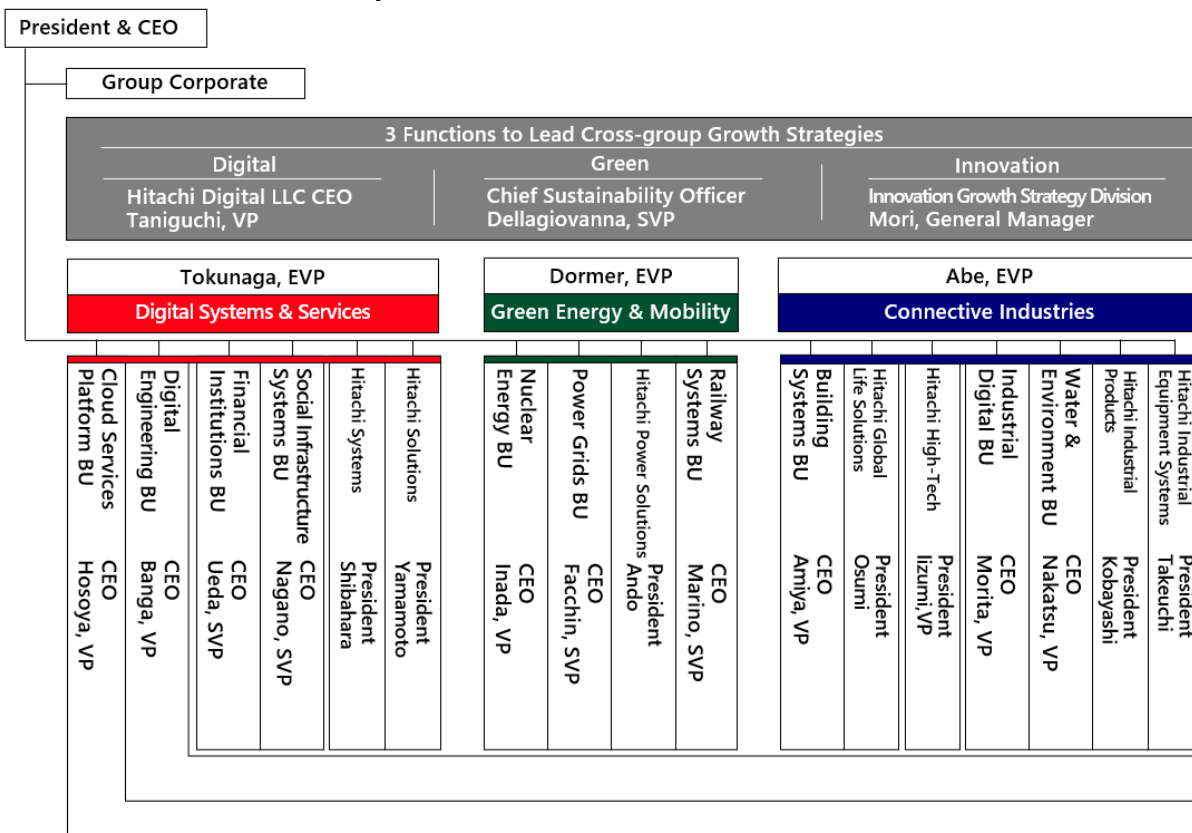 President & CEO
Group Corporate
3 Functions to Lead Cross-group Growth Strategies
Digital
Hitachi Digital LLC CEO
Taniguchi, VP
Green
Chief Sustainability Officer
Dellagiovanna, SVP
Innovation
Innovation Growth Strategy Division
Mori, General Manager
Tokunaga, EVP
Digital Systems & Services
Dormer, EVP
Green Energy & Mobility
Abe, EVP
Connective Industries
Cloud Services
Platform BU
CEO
Hosoya, VP
Digital
Engineering BU
CEO
Banga, VP
Financial
Institutions BU
CEO
Ueda, SVP
Social Infrastructure
Systems BU
CEO
Nagano, SVP
Hitachi Systems
President
Shibahara
Hitachi Solutions
President
Yamamoto
Nuclear
Energy BU
CEO
Inada, VP
Power Grids BU
CEO
Facchin, SVP
Hitachi Power Solutions
President
Ando
Railway
Systems BU
CEO
Marino, SVP
Building
Systems BU
CEO
Amiya, VP
Hitachi Global
Life Solutions
President
Osumi
Hitachi High-Tech
President
Iizumi,VP
Industrial
Digital BU
CEO
Morita, VP
Water &
Environment BU
CEO
Nakatsu, VP
Hitachi Industrial
Products
President
Kobayashi
Hitachi Industrial
Equipment Systems
President
Takeuchi